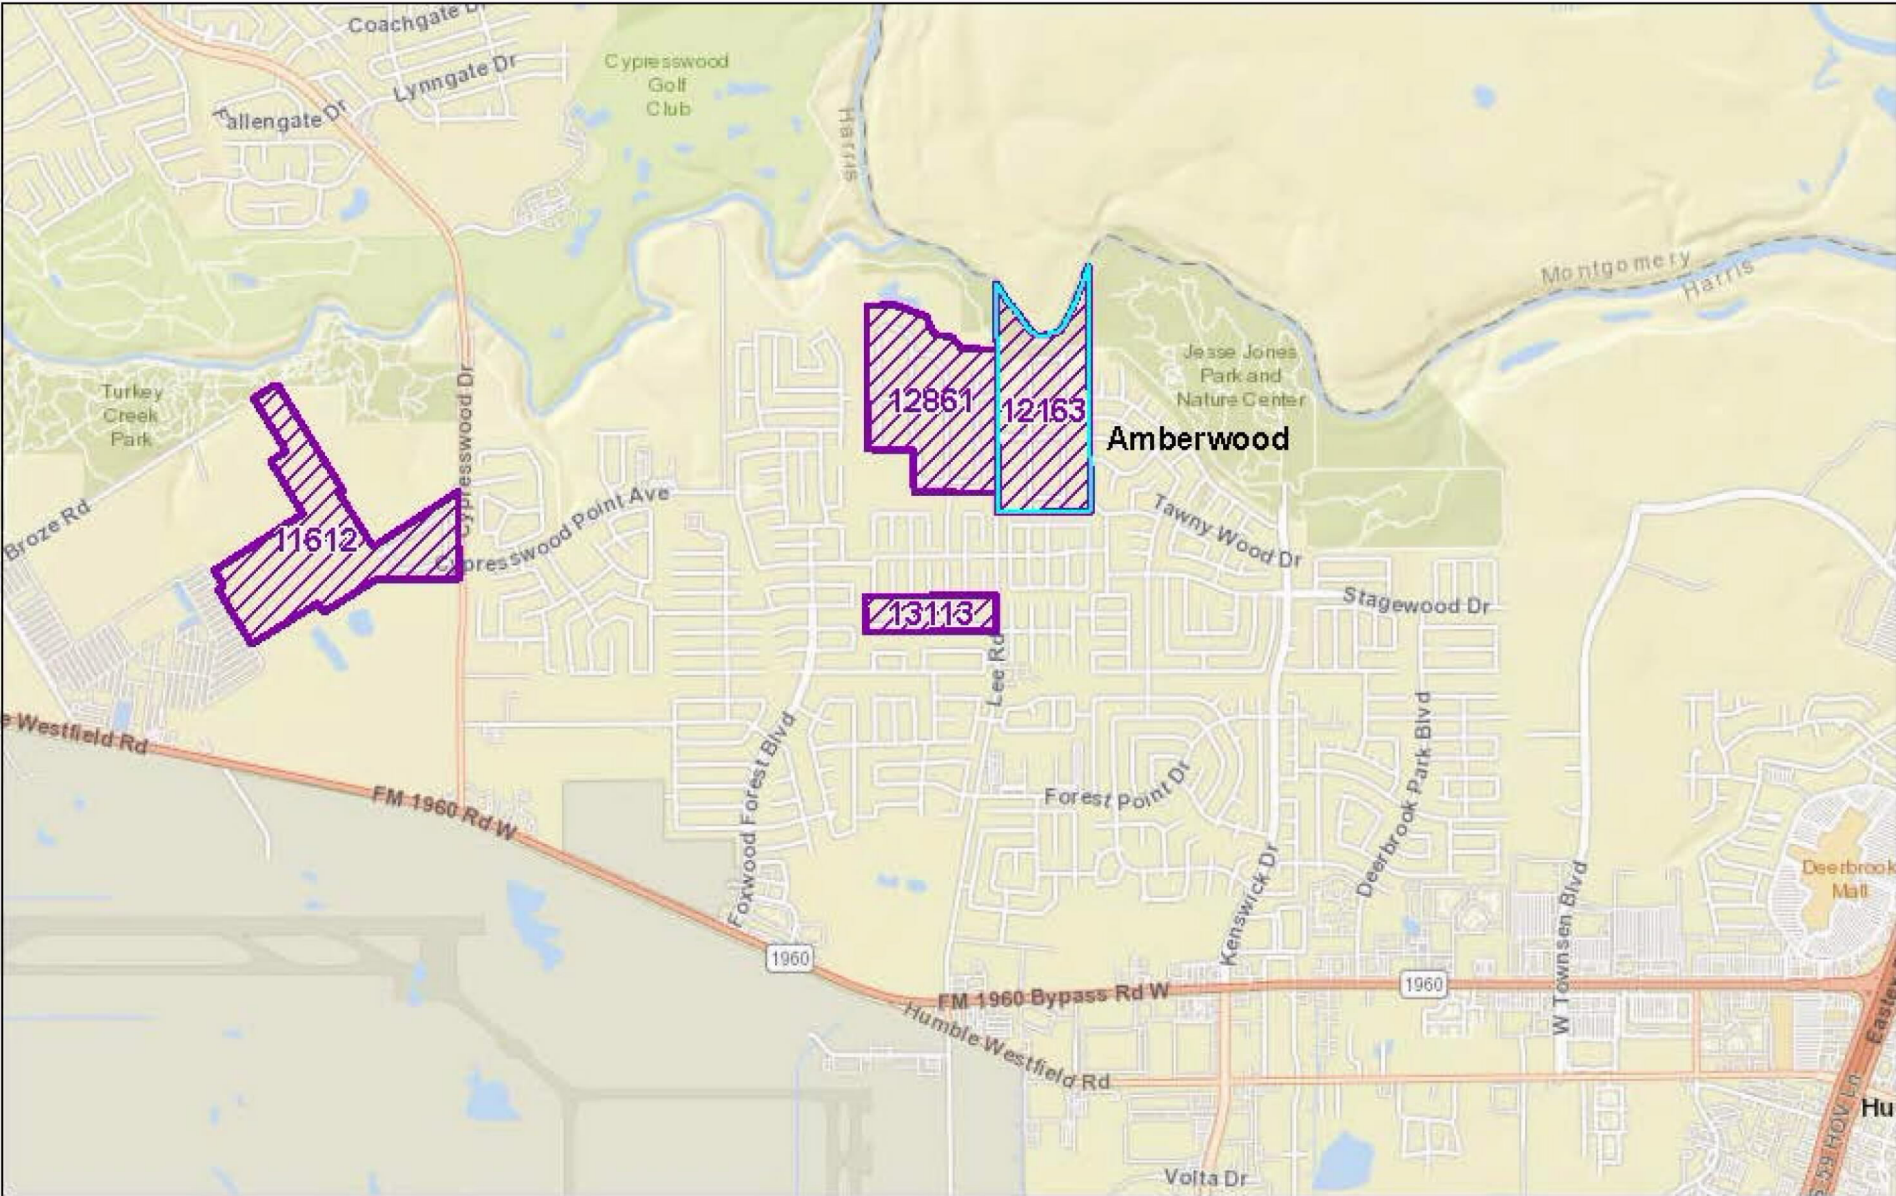 Coachgate Dr
Lynngate Dr
Fallengate Dr
Cypresswood
Golf
Club
Harris
Montgomery
Harris
Turkey
Creek
Park
Cypresswood Dr
Jesse Jones
Park and
Nature Center
12861
12163
Amberwood
Broze Rd
11612
Cypresswood Point Ave
Tawny Wood Dr
Stagewood Dr
13113
Lee Rd
e Westfield Rd
FM 1960 Rd W
Foxwood Forest Blvd
Forest Point Dr
Kenswick Dr
Deerbrook Park Blvd
W Townsen Blvd
Deerbrook
Mall
1960
FM 1960 Bypass Rd W
1960
Humble Westfield Rd
Volta Dr
59 HOV Ln
Hu